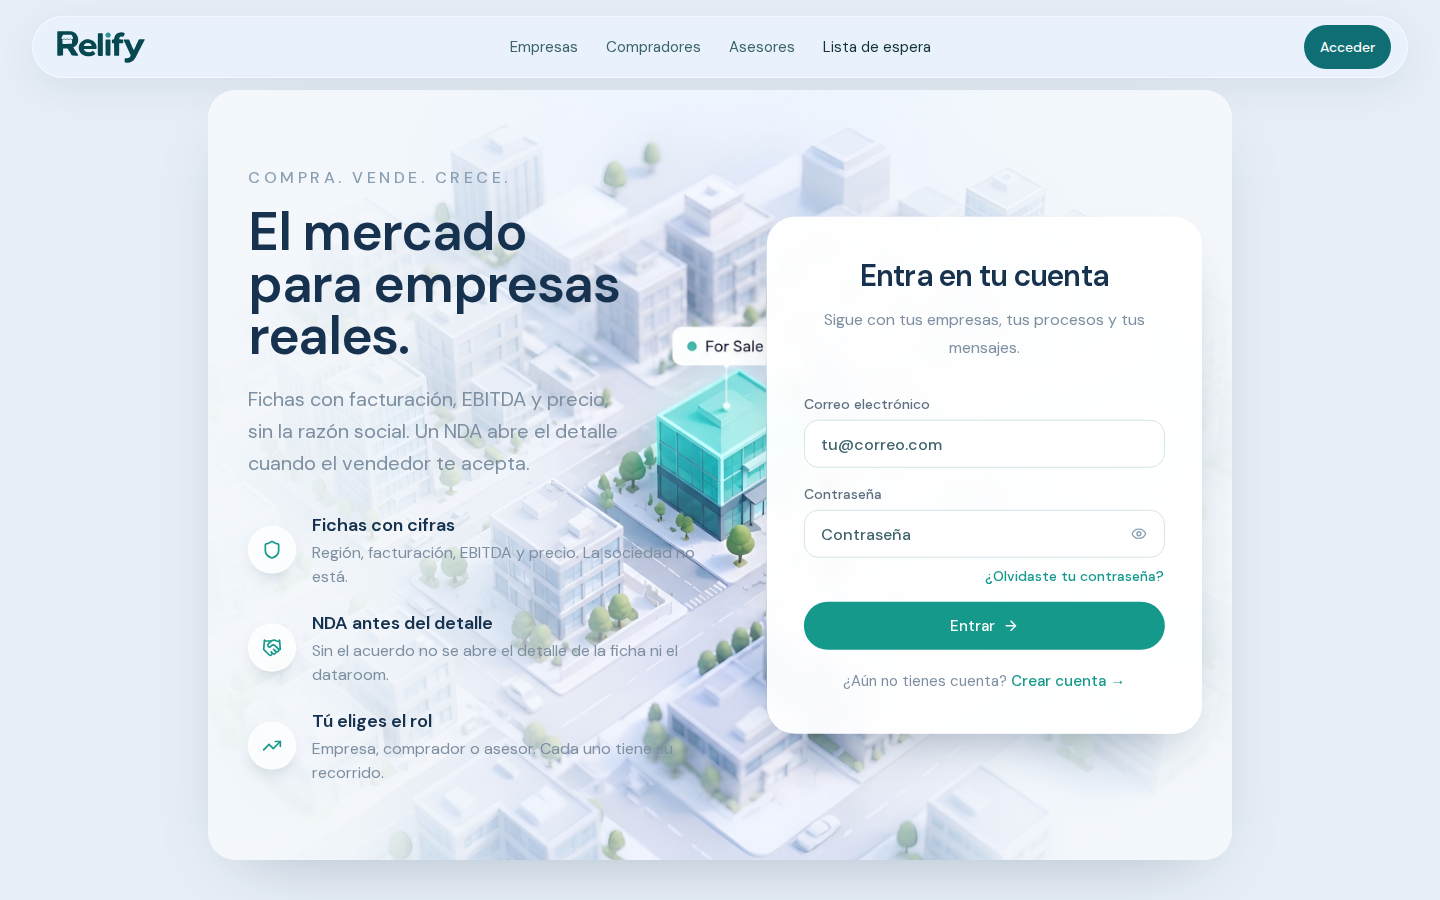 Relify
Empresas
Compradores
Asesores
Lista de espera
Acceder
COMPRA. VENDE. CRECE.
El mercado
para empresas
reales.
Fichas con facturación, EBITDA y precio,
sin la razón social. Un NDA abre el detalle
cuando el vendedor te acepta.
Fichas con cifras
Región, facturación, EBITDA y precio. La sociedad no
está.
NDA antes del detalle
Sin el acuerdo no se abre el detalle de la ficha ni el
dataroom.
Tú eliges el rol
Empresa, comprador o asesor. Cada uno tiene su
recorrido.
For Sale
Entra en tu cuenta
Sigue con tus empresas, tus procesos y tus
mensajes.
Correo electrónico
tu@correo.com
Contraseña
Contraseña
¿Olvidaste tu contraseña?
Entrar →
¿Aún no tienes cuenta? Crear cuenta →